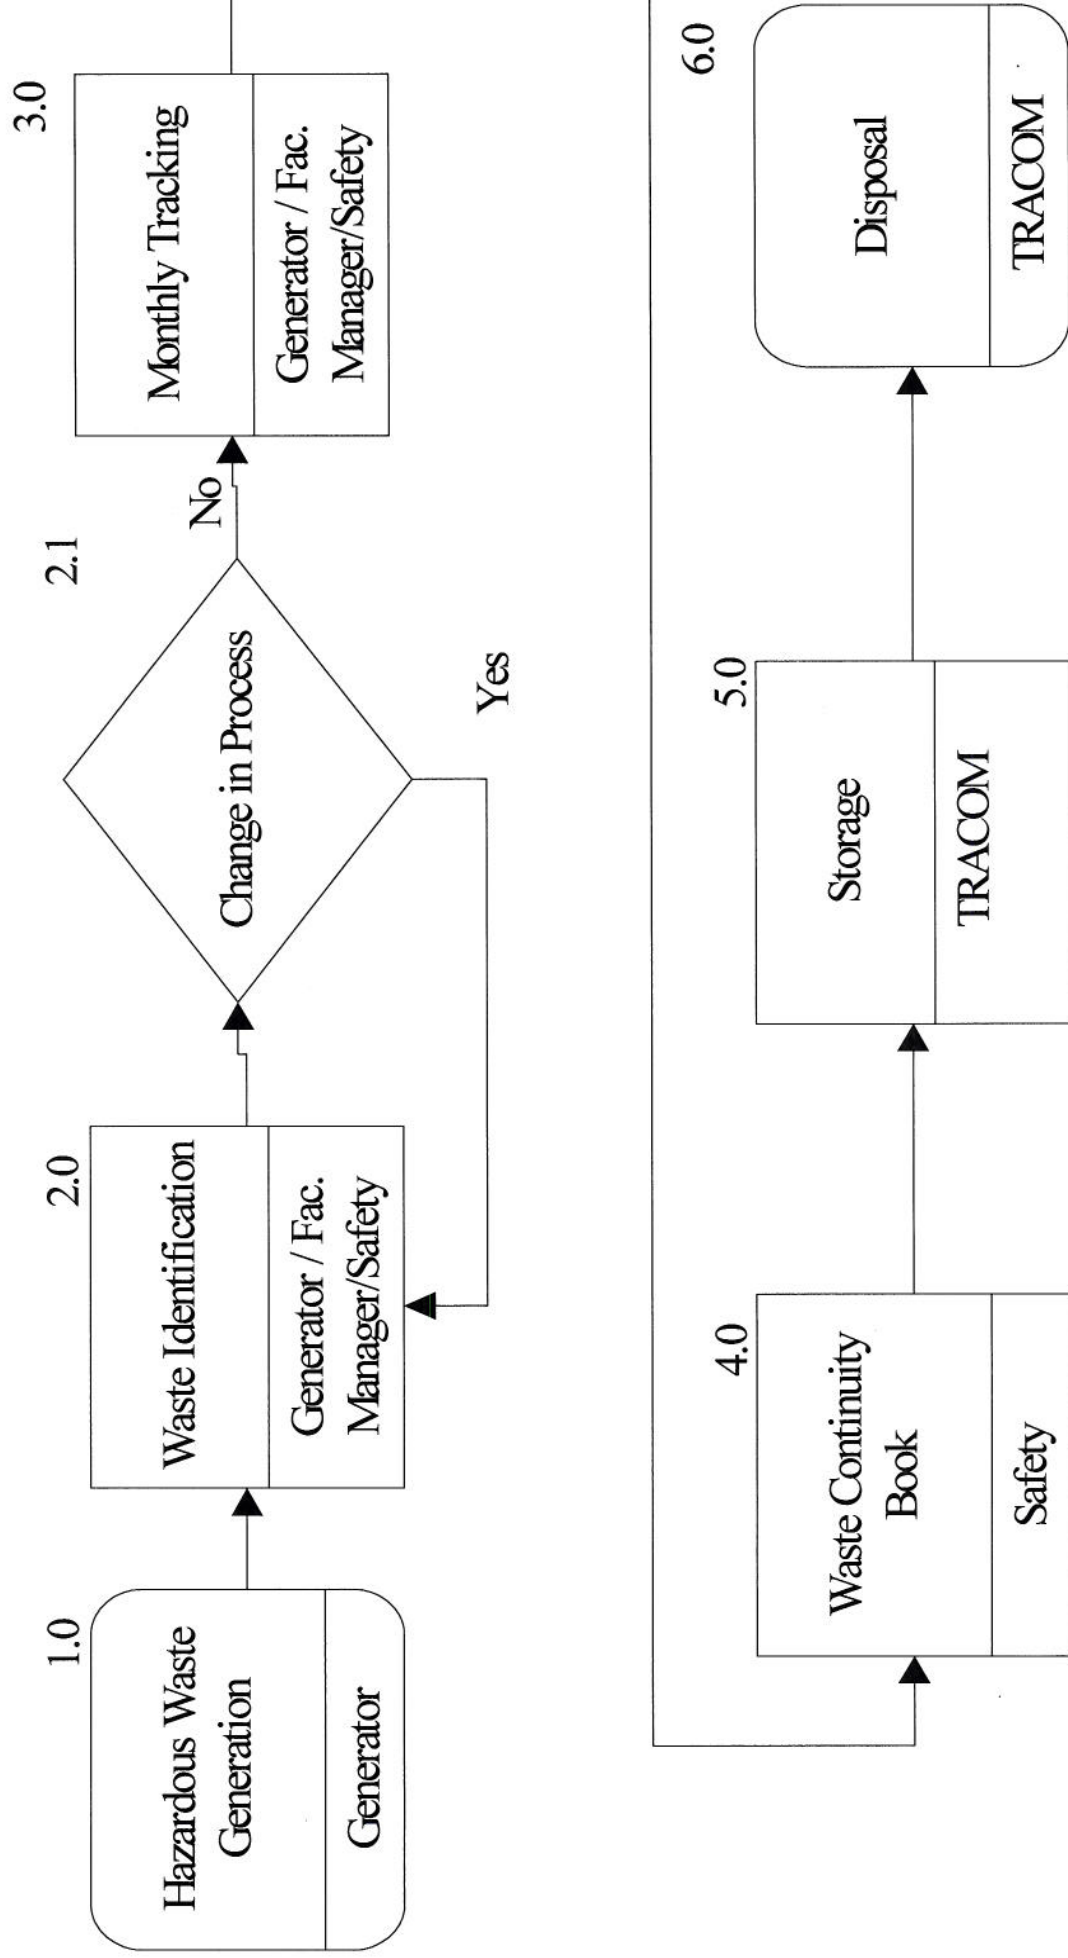 1.0
Hazardous Waste
Generation
Generator
2.0
Waste Identification
Generator / Fac.
Manager/Safety
2.1
Change in Process
No
Yes
3.0
Monthly Tracking
Generator / Fac.
Manager/Safety
4.0
Waste Continuity
Book
Safety
5.0
Storage
TRACOM
6.0
Disposal
TRACOM